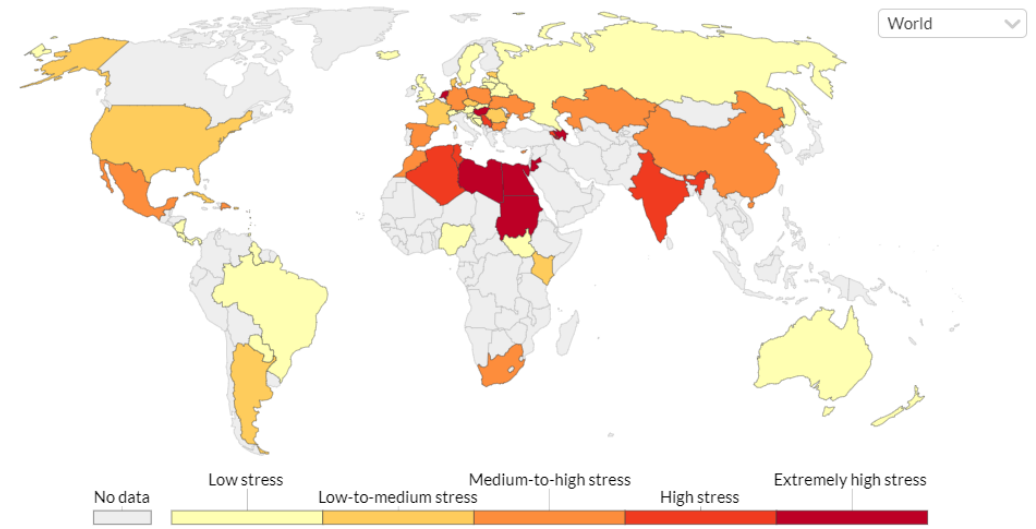 World
Low stress
Medium-to-high stress
Extremely high stress
No data
Low-to-medium stress
High stress